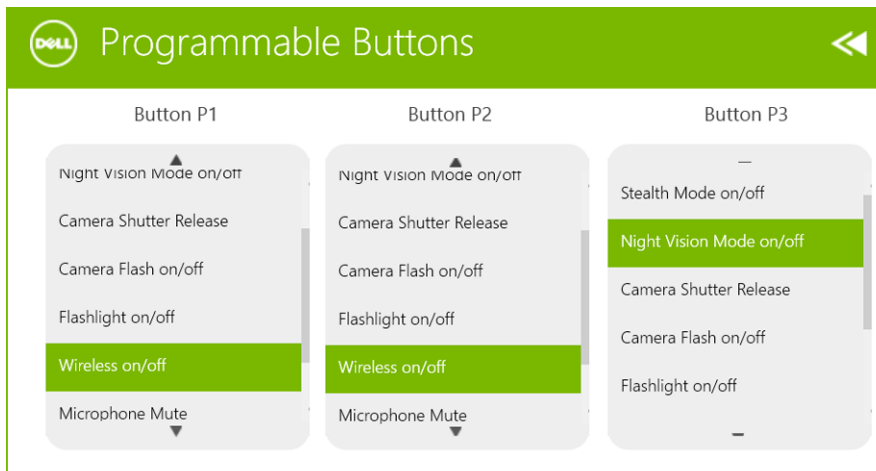 DELL
Programmable Buttons
Button P1
Night Vision Mode on/off
Camera Shutter Release
Camera Flash on/off
Flashlight on/off
Wireless on/off
Microphone Mute
Button P2
Night Vision Mode on/off
Camera Shutter Release
Camera Flash on/off
Flashlight on/off
Wireless on/off
Microphone Mute
Button P3
Stealth Mode on/off
Night Vision Mode on/off
Camera Shutter Release
Camera Flash on/off
Flashlight on/off